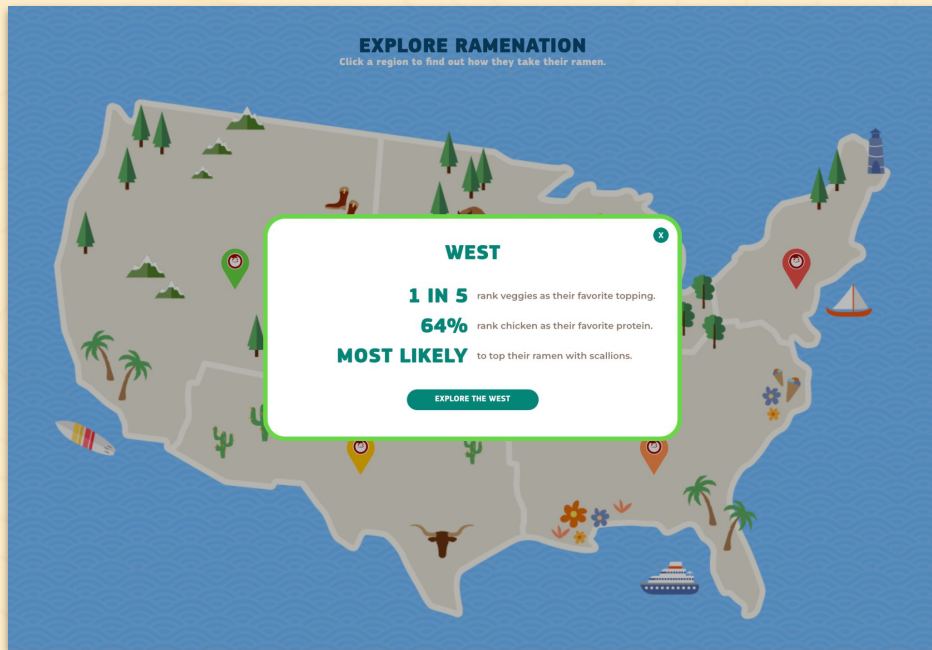 EXPLORE RAMENATION
Click a region to find out how they take their ramen.
X
WEST
1 IN 5 rank veggies as their favorite topping.
64% rank chicken as their favorite protein.
MOST LIKELY to top their ramen with scallions.
EXPLORE THE WEST